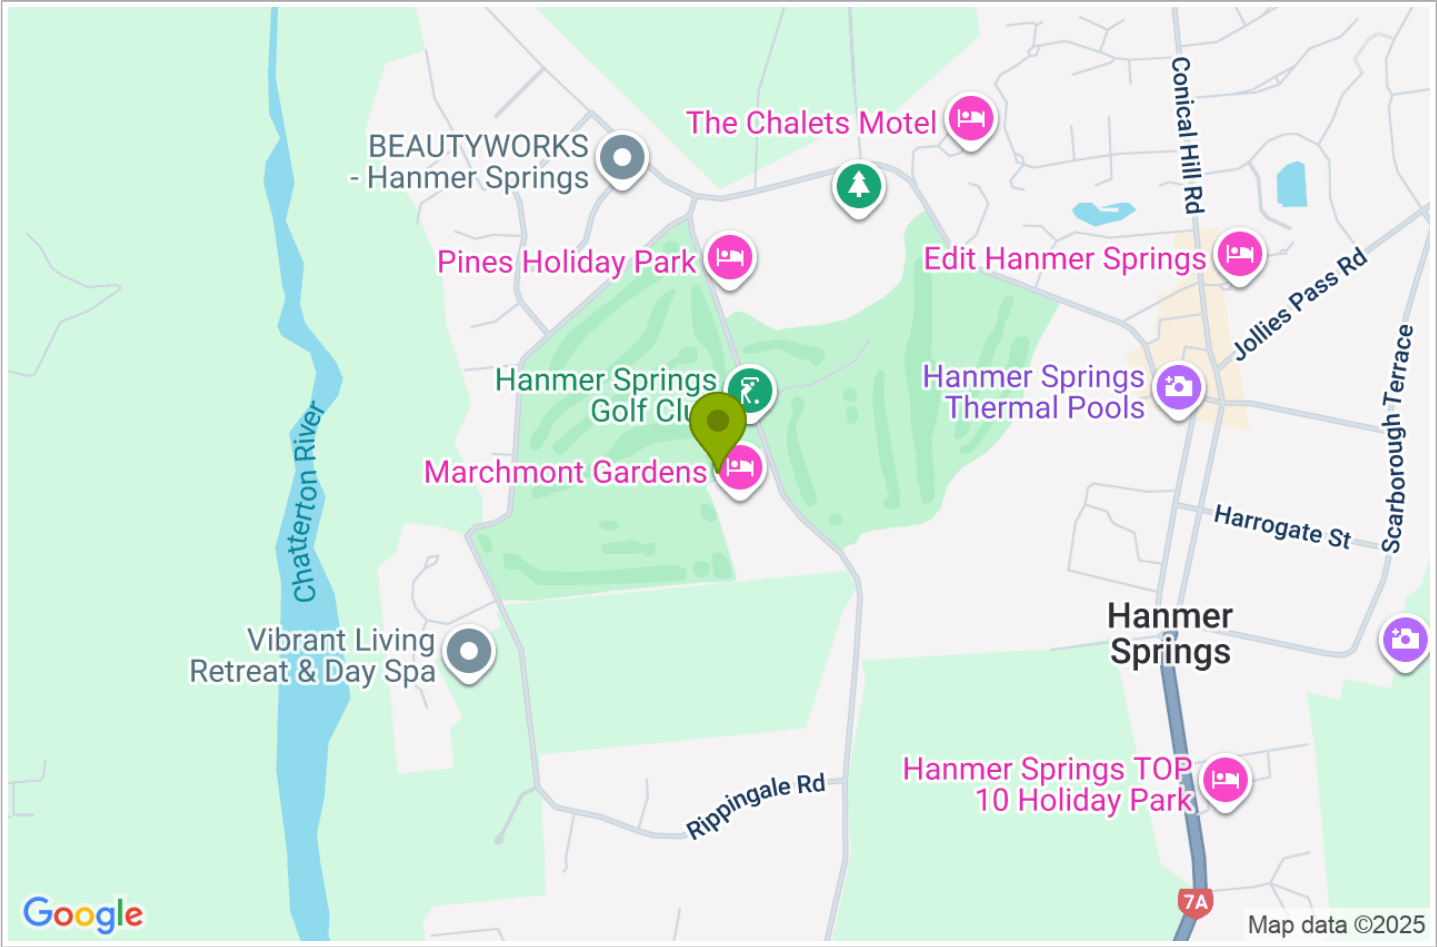 The Chalets Motel
BEAUTYWORKS
- Hanmer Springs
Conical Hill Rd
Pines Holiday Park
Edit Hanmer Springs
Jollies Pass Rd
Hanmer Springs
Golf Clu
Hanmer Springs
Thermal Pools
Scarborough Terrace
Chatterton River
Marchmont Gardens
Harrogate St
Hanmer
Springs
Vibrant Living
Retreat & Day Spa
Hanmer Springs TOP
10 Holiday Park
Rippingale Rd
7A
Google
Map data ©2025